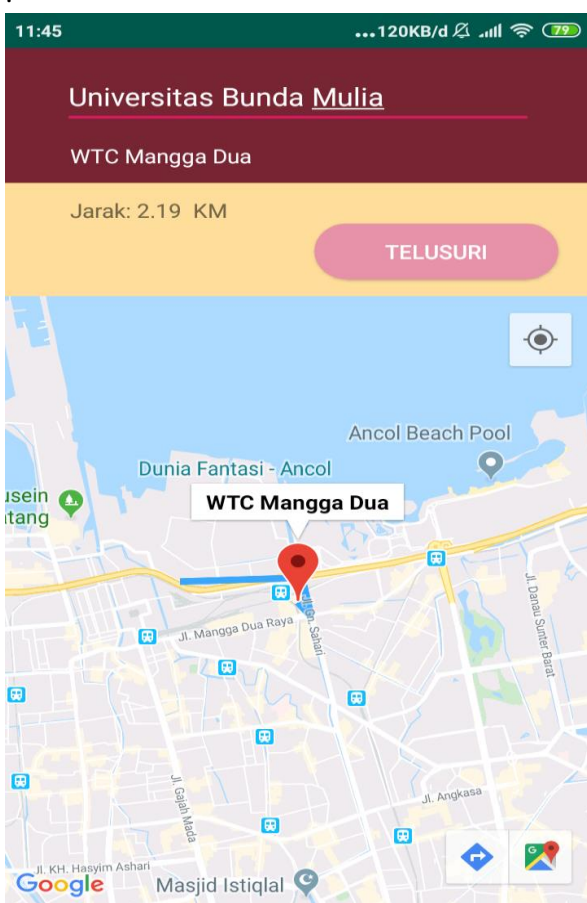 11:45
...120KB/d
79
Universitas Bunda Mulia
WTC Mangga Dua
Jarak: 2.19 KM
TELUSURI
Ancol Beach Pool
Dunia Fantasi - Ancol
WTC Mangga Dua
usein
tang
Jl. Danau Sunter Barat
Jl. Gn. Sahari
Jl. Mangga Dua Raya
Jl. Gajah Mada
Jl. Angkasa
G
Jl. KH. Hasyim Ashari
Google
Masjid Istiqlal